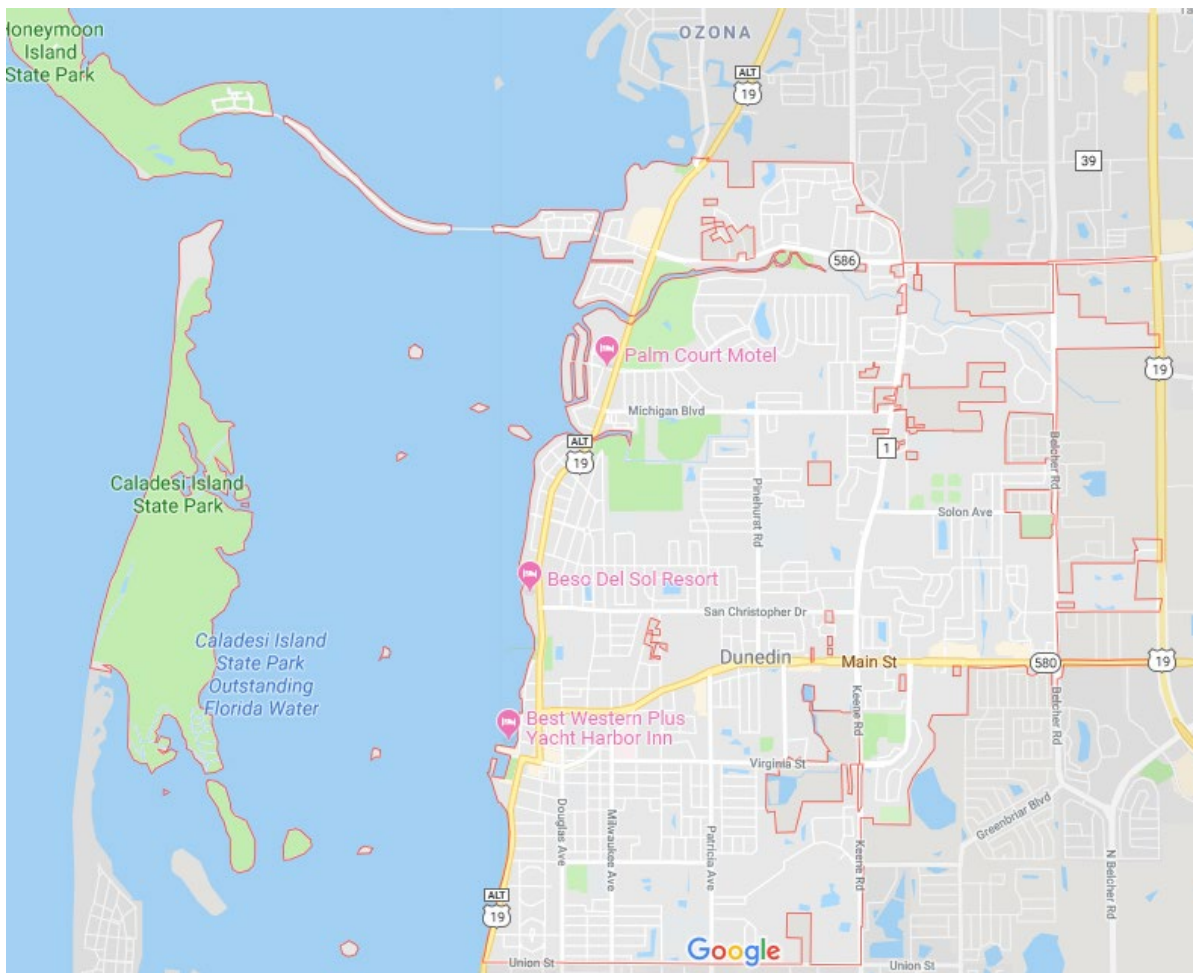 Honeymoon
Island
State Park
OZONA
ALT
19
39
586
Palm Court Motel
19
Michigan Blvd
ALT
19
1
Belcher Rd
Caladesi Island
State Park
Pinehurst Rd
Solon Ave
Beso Del Sol Resort
San Christopher Dr
Caladesi Island
State Park
Outstanding
Florida Water
Dunedin
Main St
580
19
Keene Rd
Belcher Rd
Best Western Plus
Yacht Harbor Inn
Virginia St
Douglas Ave
Milwaukee Ave
Patricia Ave
Keene Rd
Greenbriar Blvd
N Belcher Rd
ALT
19
Google
Union St
Union St